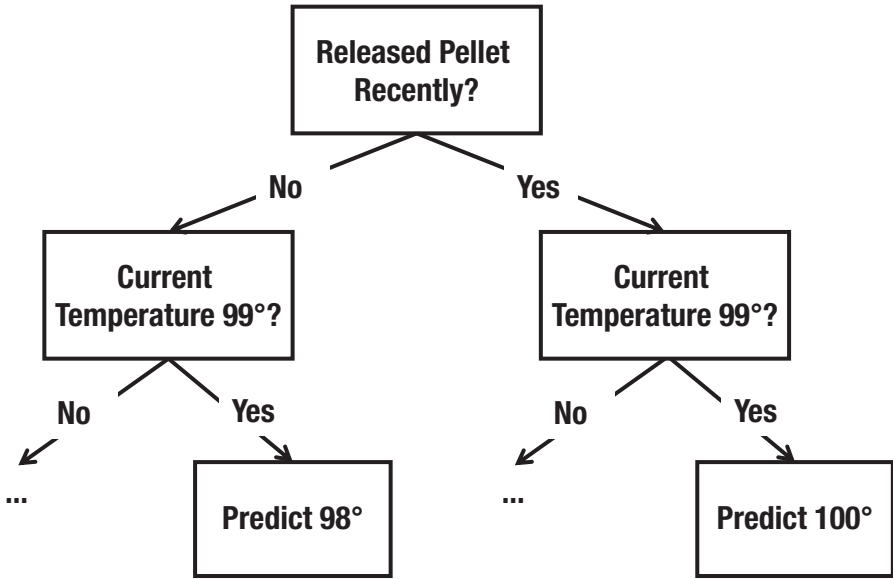 Released Pellet
Recently?
No
Yes
Current
Temperature 99°?
Current
Temperature 99°?
No
Yes
No
Yes
...
Predict 98°
...
Predict 100°